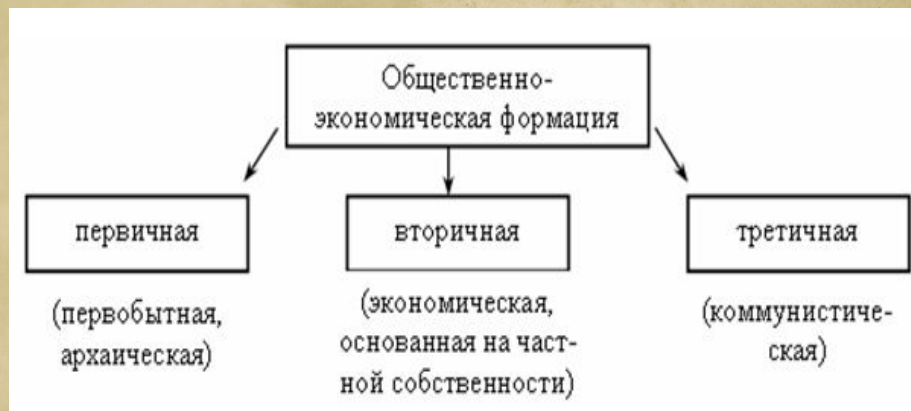 Общественно-
экономическая формация
первичная
вторичная
третичная
(первобытная,
архаическая)
(экономическая,
основанная на част-
ной собственности)
(коммунистиче-
ская)